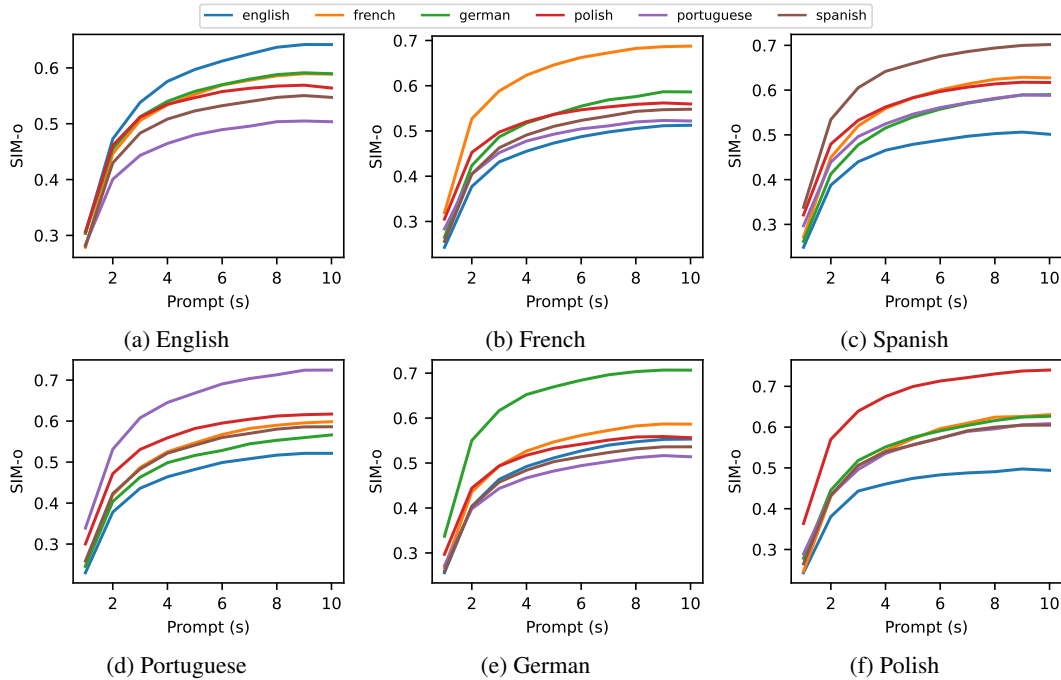 english french german polish portuguese spanish
0.6
0.5
0.4
0.3
SIM-o
2 4 6 8 10
Prompt (s)
(a) English
0.7
0.6
0.5
0.4
0.3
SIM-o
2 4 6 8 10
Prompt (s)
(b) French
0.7
0.6
0.5
0.4
0.3
SIM-o
2 4 6 8 10
Prompt (s)
(c) Spanish
0.7
0.6
0.5
0.4
0.3
SIM-o
2 4 6 8 10
Prompt (s)
(d) Portuguese
0.7
0.6
0.5
0.4
0.3
SIM-o
2 4 6 8 10
Prompt (s)
(e) German
0.7
0.6
0.5
0.4
0.3
SIM-o
2 4 6 8 10
Prompt (s)
(f) Polish